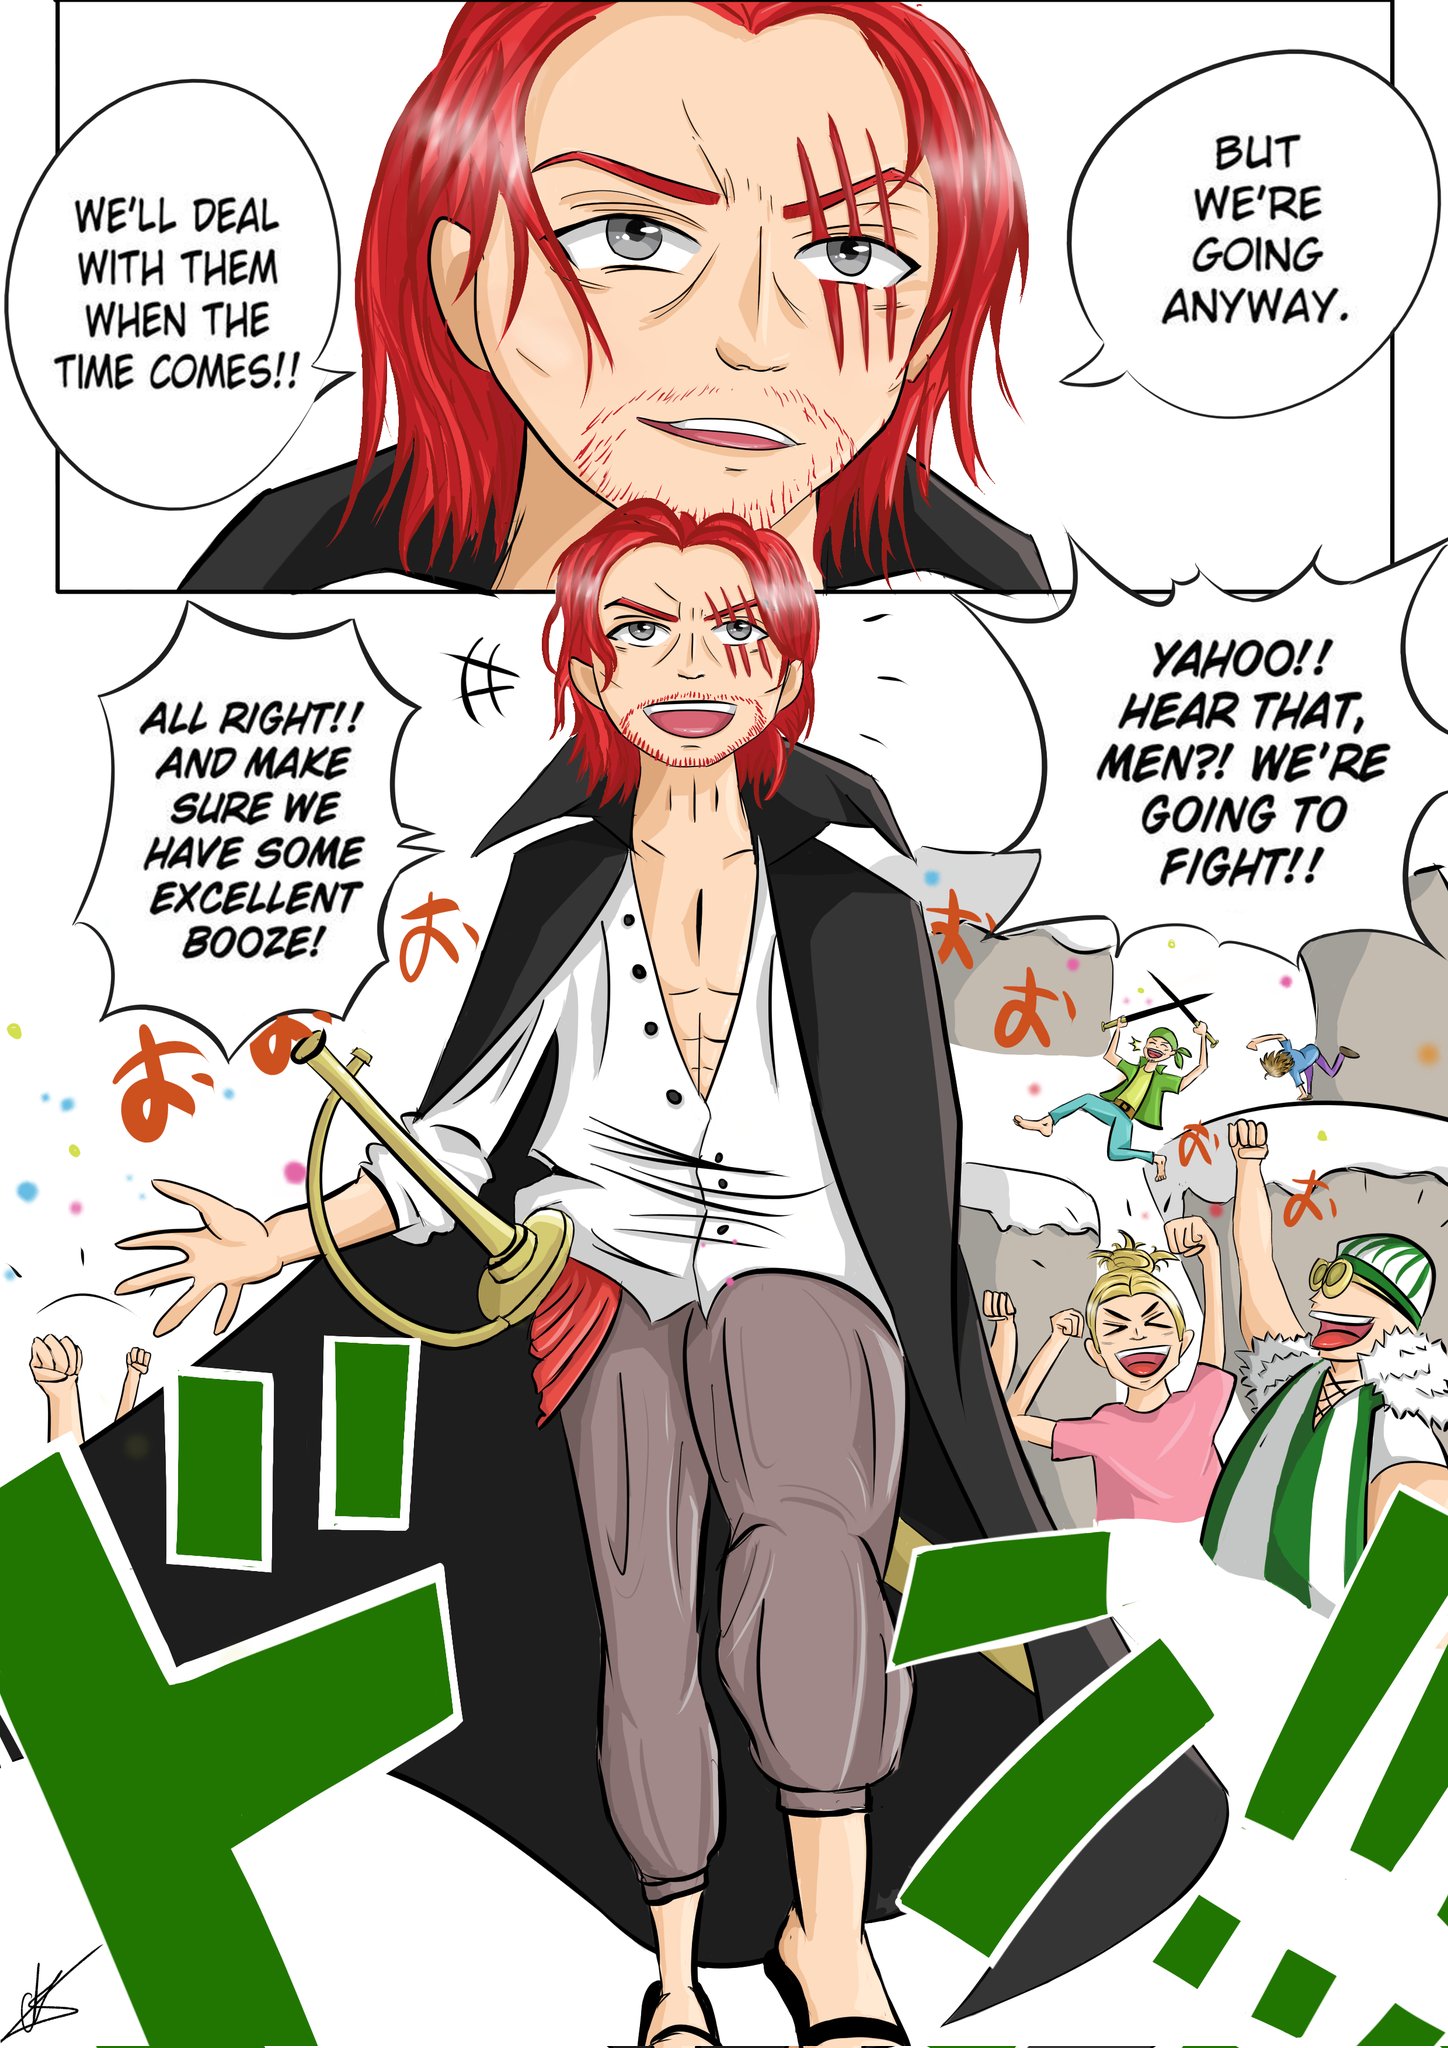 BUT
WE'RE
GOING
ANYWAY.
WE'LL DEAL
WITH THEM
WHEN THE
TIME COMES!!
YAHOO!!
HEAR THAT,
MEN?! WE'RE
GOING TO
FIGHT!!
ALL RIGHT!!
AND MAKE
SURE WE
HAVE SOME
EXCELLENT
BOOZE!
お
お
お
お
お
お
お
ド